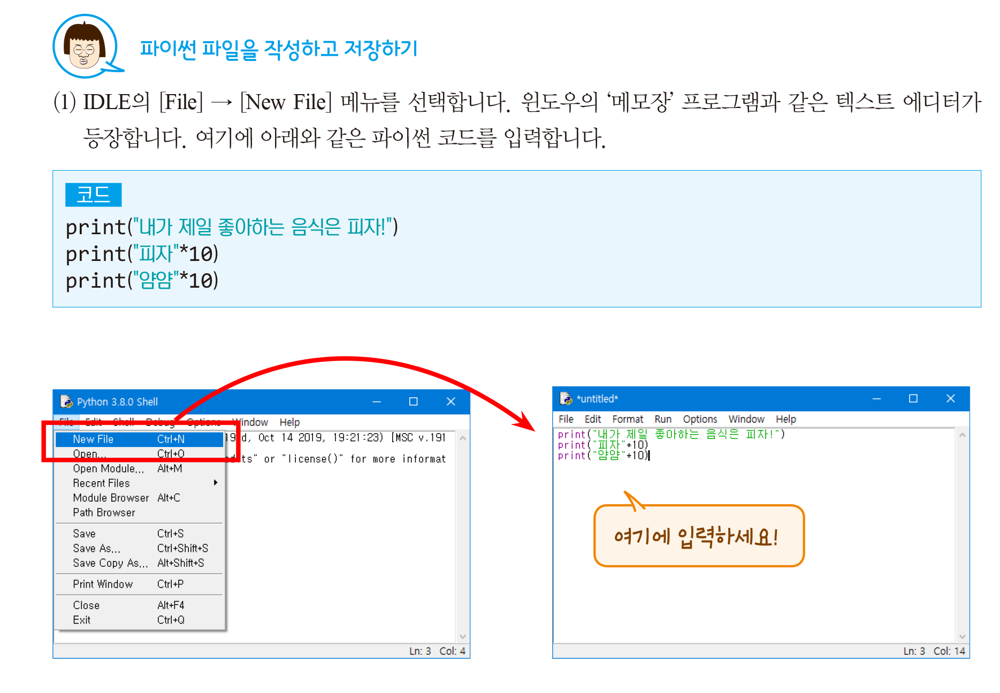 파이썬 파일을 작성하고 저장하기
(1) IDLE의 [File] → [New File] 메뉴를 선택합니다. 윈도우의 ‘메모장’ 프로그램과 같은 텍스트 에디터가
등장합니다. 여기에 아래와 같은 파이썬 코드를 입력합니다.
코드
print("내가 제일 좋아하는 음식은 피자!")
print("피자"*10)
print("얌얌"*10)
Python 3.8.0 Shell
File Edit Shell Debug Options Window Help
19:d, Oct 14 2019, 19:21:23) [MSC v.191
"or "license()" for more informat
New File Ctrl+N
Open... Ctrl+O
Open Module... Alt+M
Recent Files
Module Browser Alt+C
Path Browser
Save Ctrl+S
Save As... Ctrl+Shift+S
Save Copy As... Alt+Shift+S
Print Window Ctrl+P
Close Alt+F4
Exit Ctrl+Q
Ln: 3 Col: 4
*untitled*
File Edit Format Run Options Window Help
print("내가 제일 좋아하는 음식은 피자!")
print("피자"*10)
print("얌얌"*10)
여기에 입력하세요!
Ln: 3 Col: 14